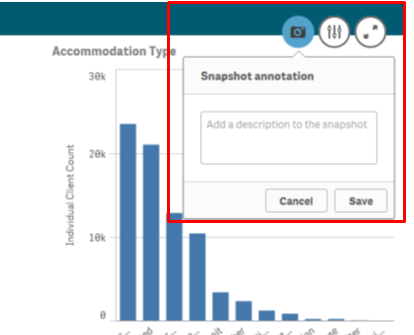 Accommodation Type
Snapshot annotation
Add a description to the snapshot
Cancel
Save
Individual Client Count
30k
20k
10k
0